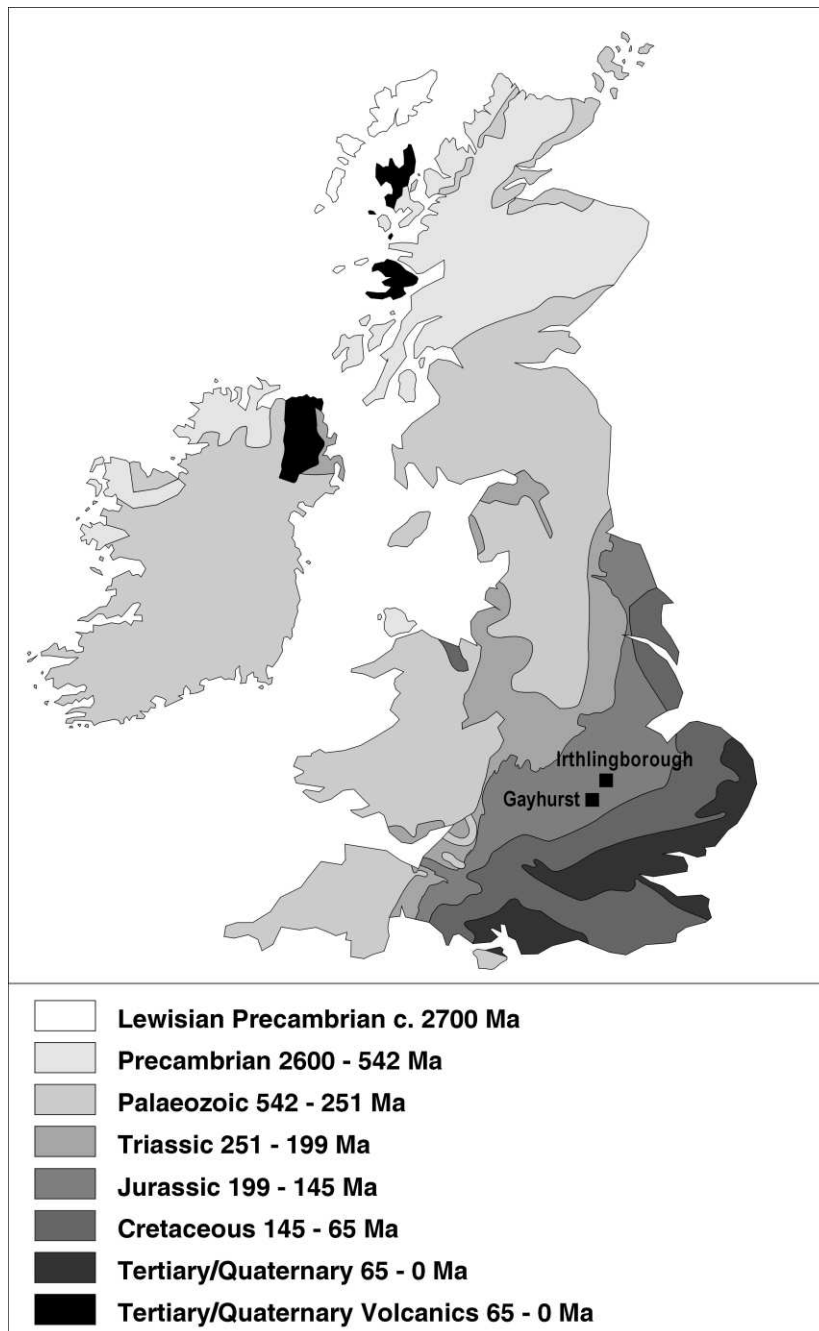 Irthlingborough
Gayhurst
Lewisian Precambrian c. 2700 Ma
Precambrian 2600 - 542 Ma
Palaeozoic 542 - 251 Ma
Triassic 251 - 199 Ma
Jurassic 199 - 145 Ma
Cretaceous 145 - 65 Ma
Tertiary/Quaternary 65 - 0 Ma
Tertiary/Quaternary Volcanics 65 - 0 Ma